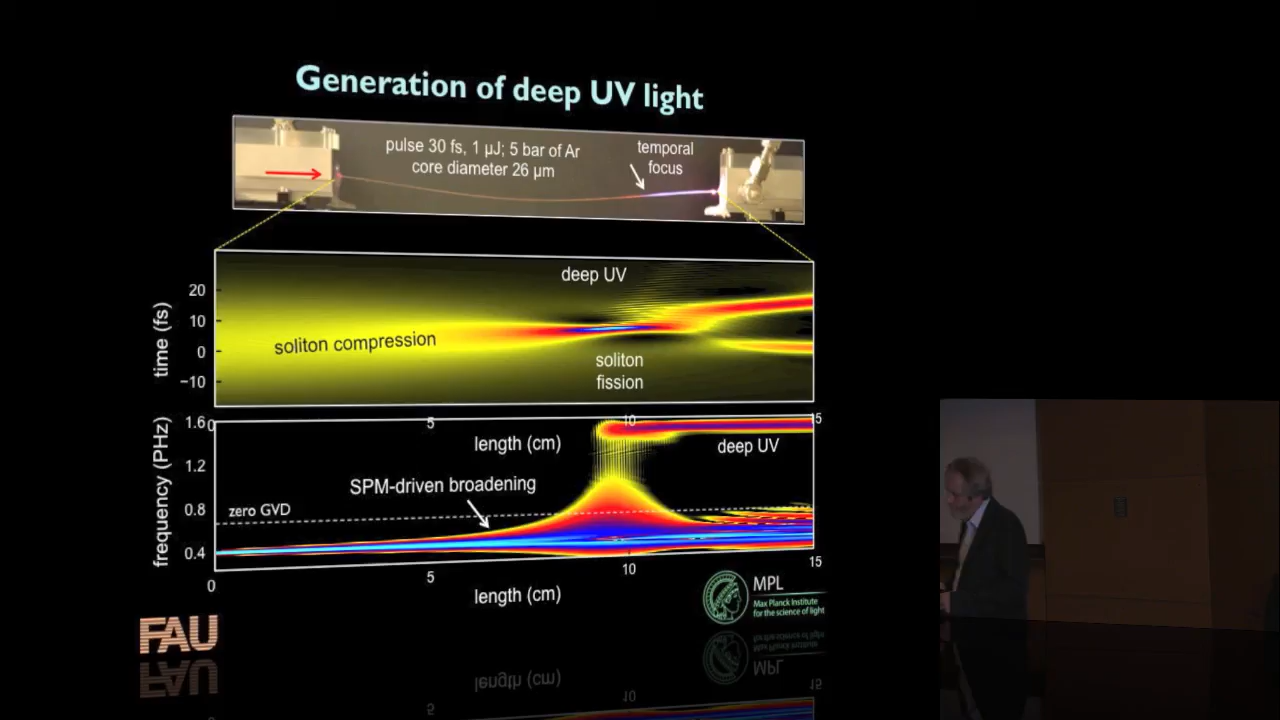 Generation of deep UV light
pulse 30 fs, 1 µJ; 5 bar of Ar
core diameter 26 µm
temporal
focus
deep UV
20
10
0
−10
time (fs)
soliton compression
soliton
fission
0
5
10
15
length (cm)
1.6
1.2
0.8
0.4
frequency (PHz)
deep UV
SPM-driven broadening
zero GVD
0
5
10
15
length (cm)
MPL
Max Planck Institute
for the science of light
FAU